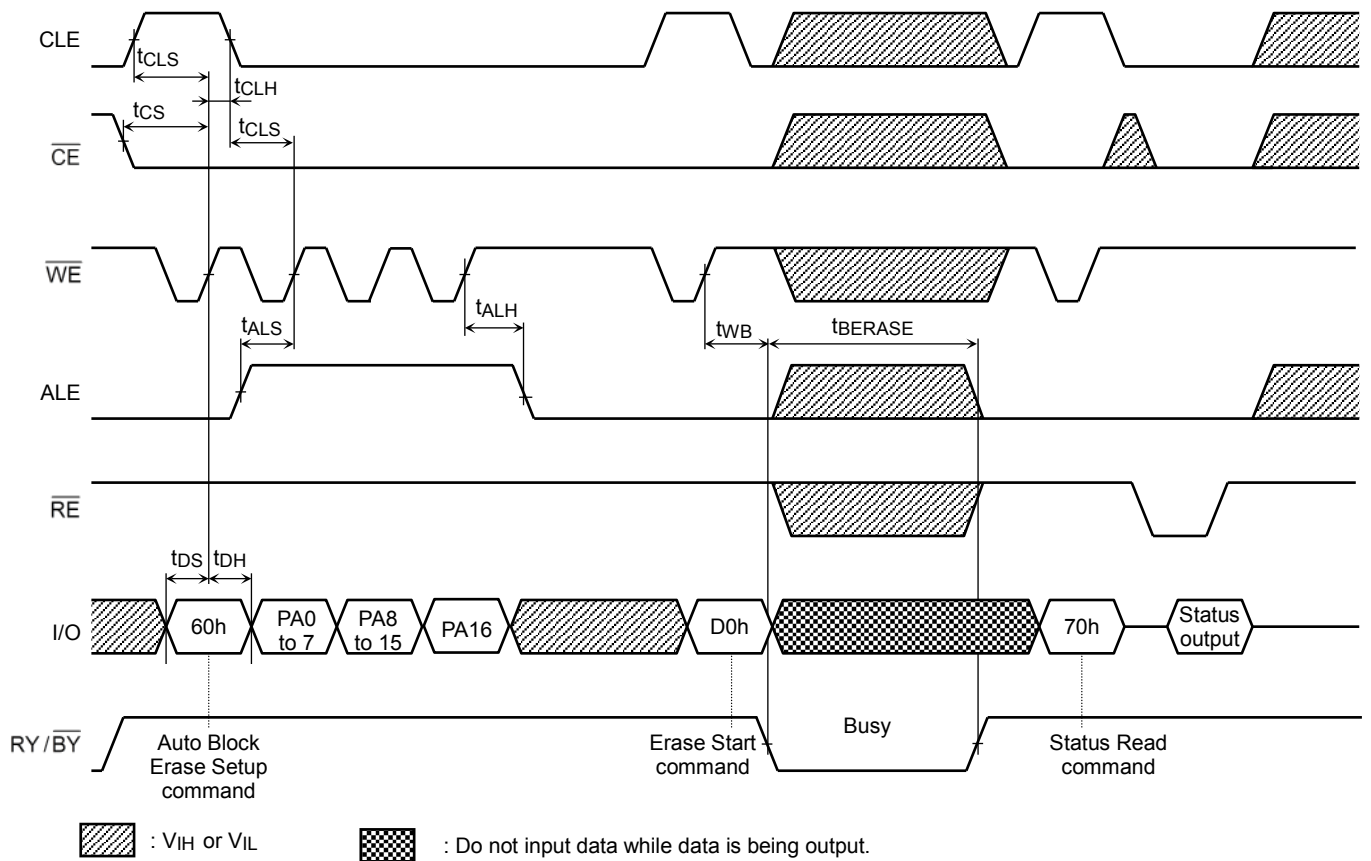 CLE
tCLS
tCLH
tCS
tCLS
CE
WE
tALS
tALH
tWB
tBERASE
ALE
RE
tDS
tDH
I/O
60h
PA0
to 7
PA8
to 15
PA16
D0h
70h
Status
output
RY/BY
Busy
Auto Block
Erase Setup
command
Erase Start
command
Status Read
command
: VIH or VIL
: Do not input data while data is being output.